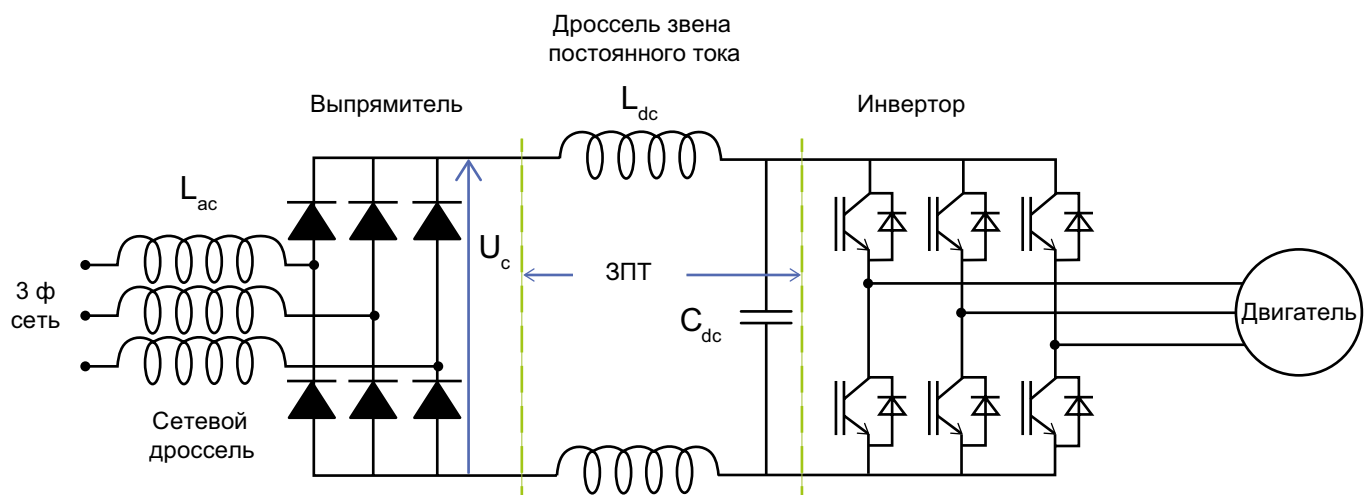 Дроссель звена
постоянного тока
Выпрямитель
L_dc
Инвертор
L_ac
U_c
ЗПТ
3 ф
сеть
C_dc
Двигатель
Сетевой
дроссель